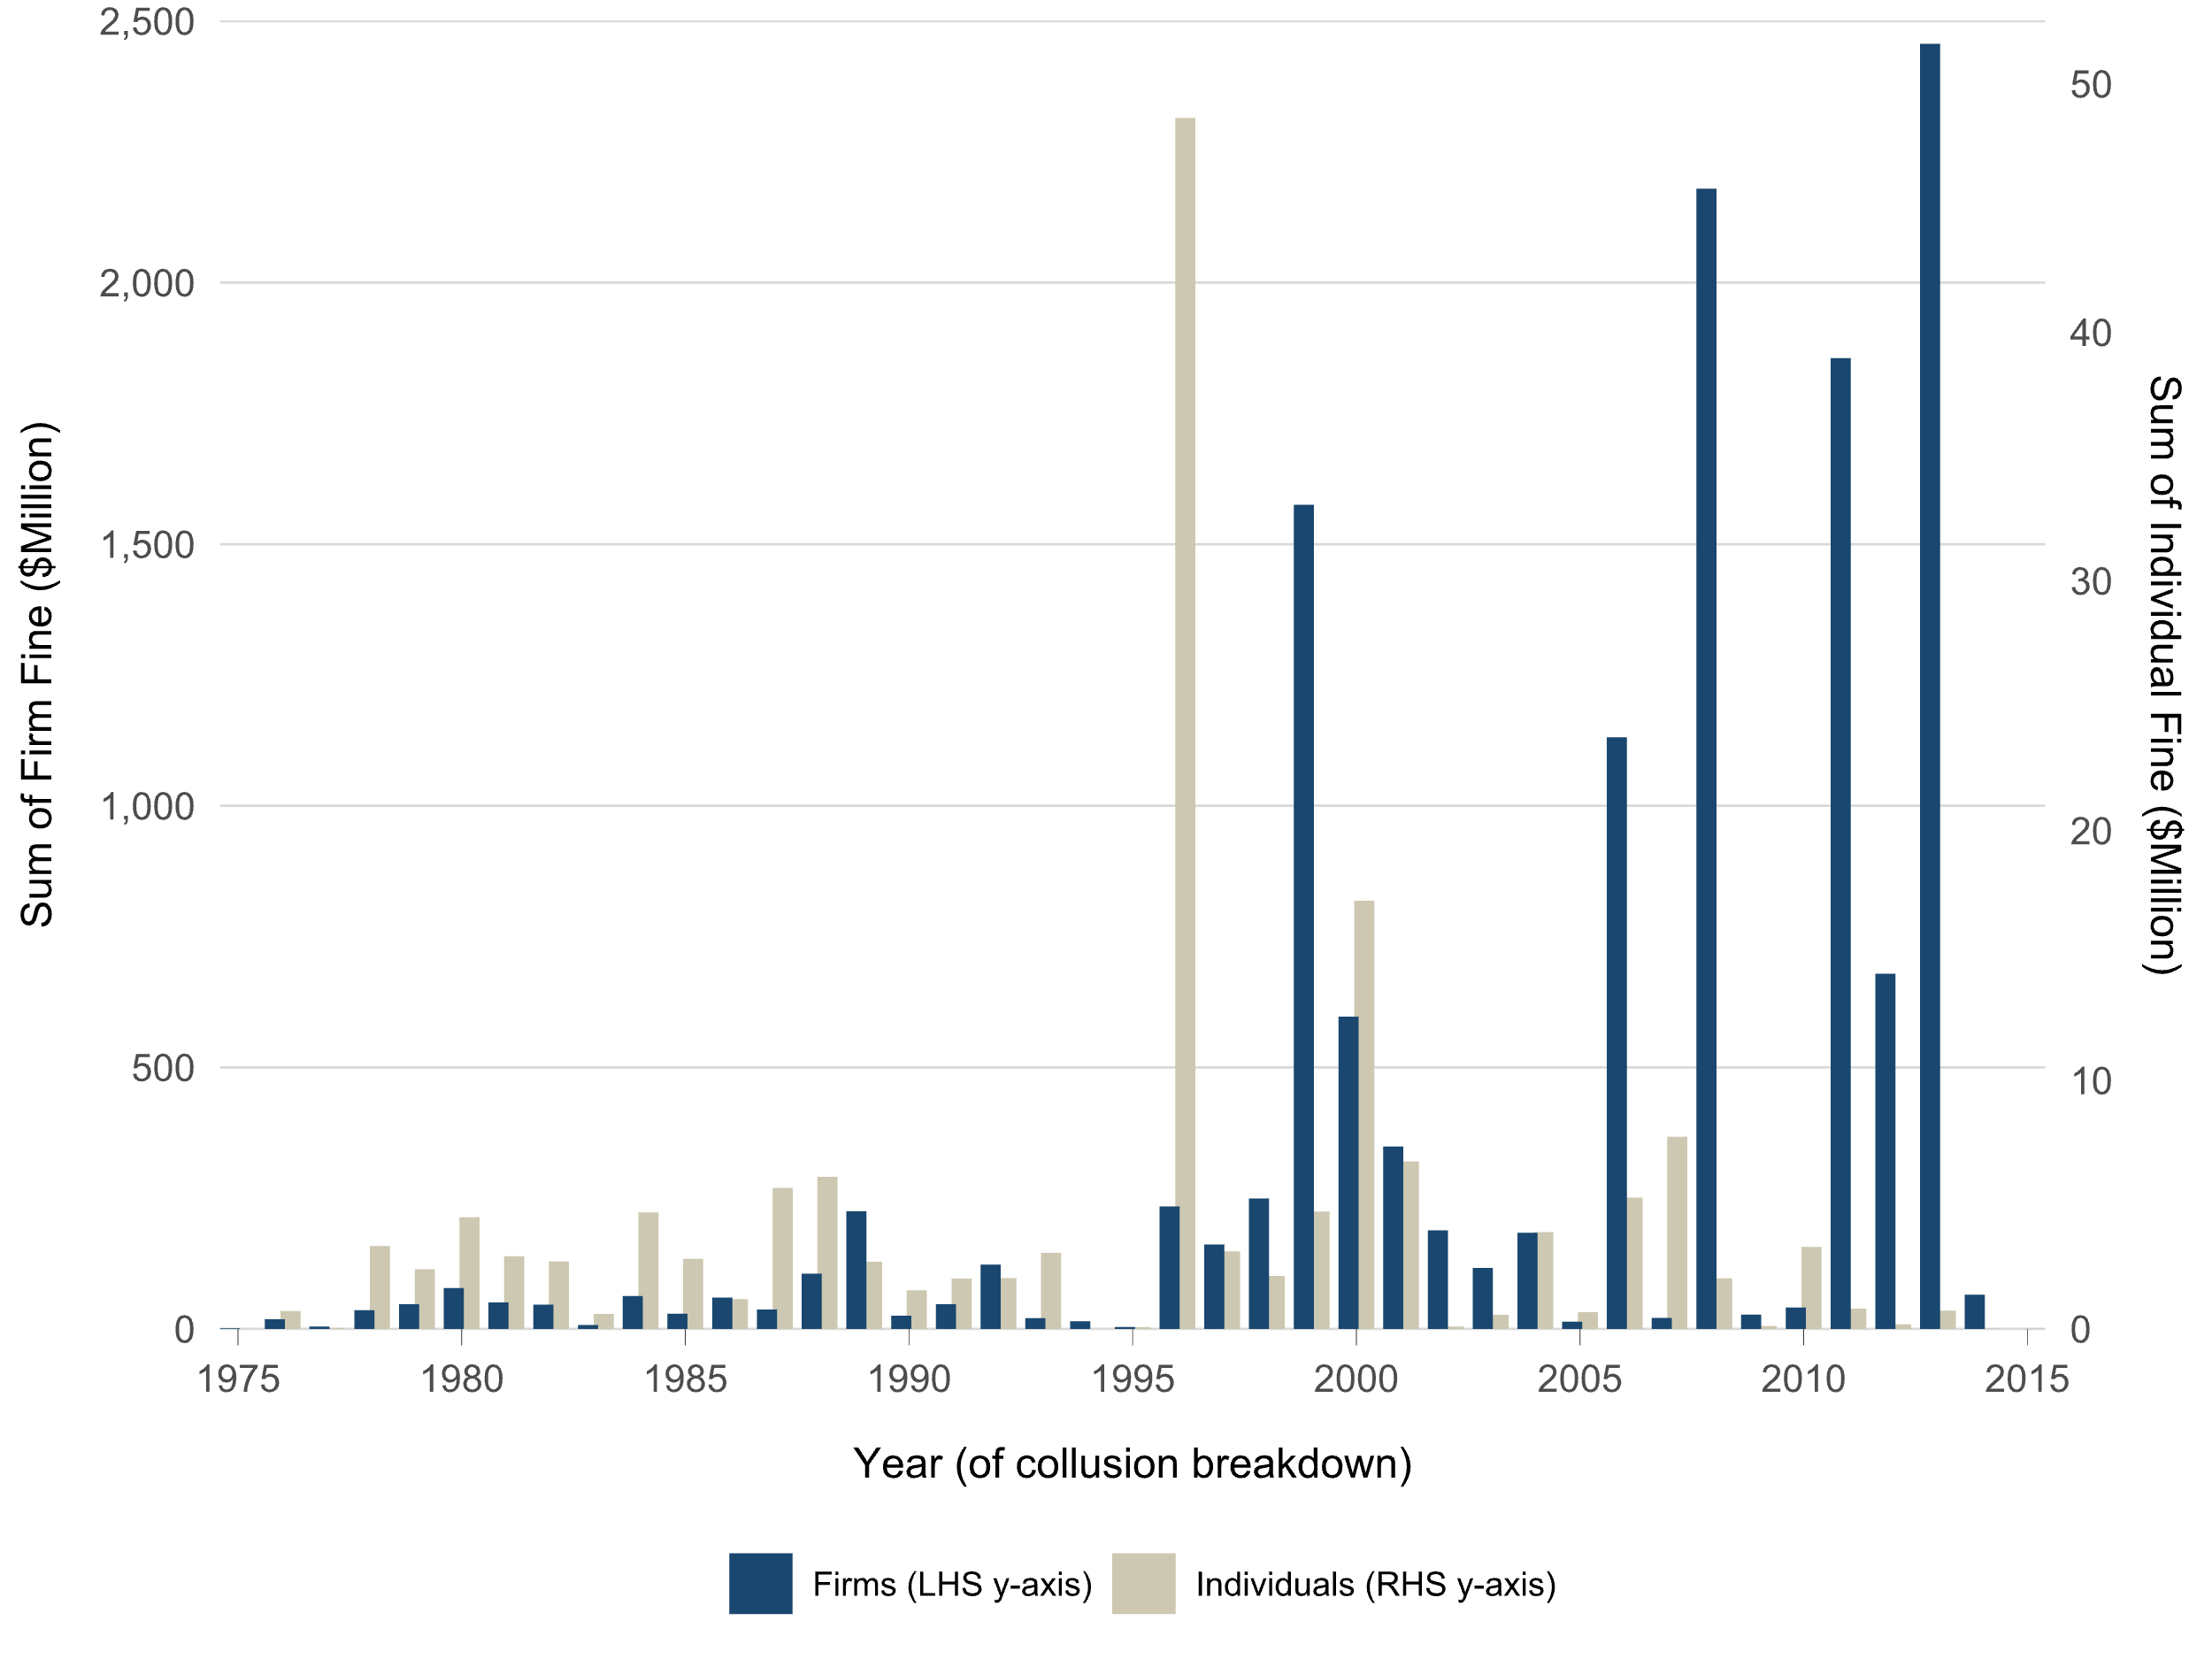 2,500
2,000
1,500
1,000
500
0
Sum of Firm Fine ($Million)
50
40
30
20
10
0
Sum of Individual Fine ($Million)
1975 1980 1985 1990 1995 2000 2005 2010 2015
Year (of collusion breakdown)
Firms (LHS y-axis) Individuals (RHS y-axis)